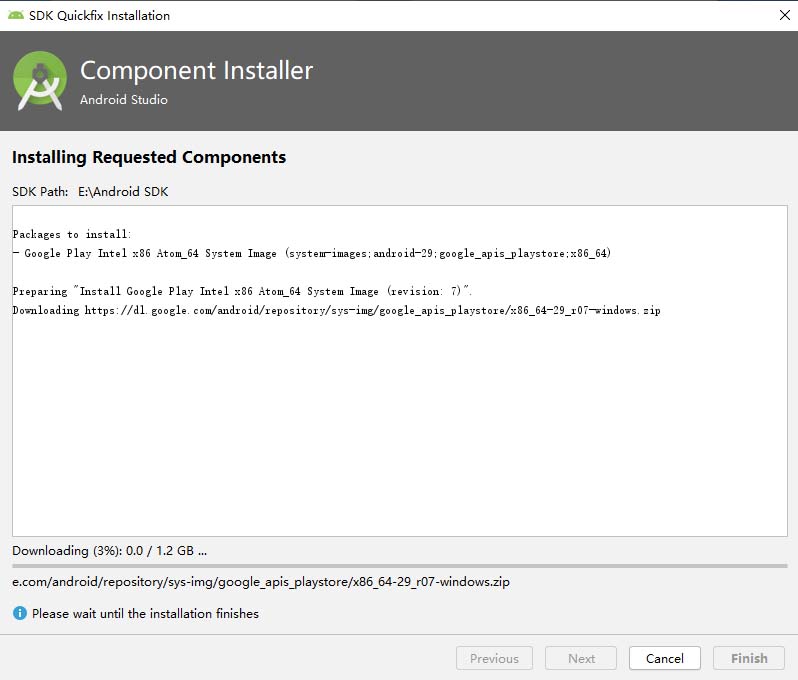 SDK Quickfix Installation
Component Installer
Android Studio
Installing Requested Components
SDK Path: E:\Android SDK
Packages to install:
- Google Play Intel x86 Atom_64 System Image (system-images;android-29;google_apis_playstore;x86_64)
Preparing "Install Google Play Intel x86 Atom_64 System Image (revision: 7)".
Downloading https://dl.google.com/android/repository/sys-img/google_apis_playstore/x86_64-29_r07-windows.zip
Downloading (3%): 0.0 / 1.2 GB ...
e.com/android/repository/sys-img/google_apis_playstore/x86_64-29_r07-windows.zip
Please wait until the installation finishes
Previous Next Cancel Finish